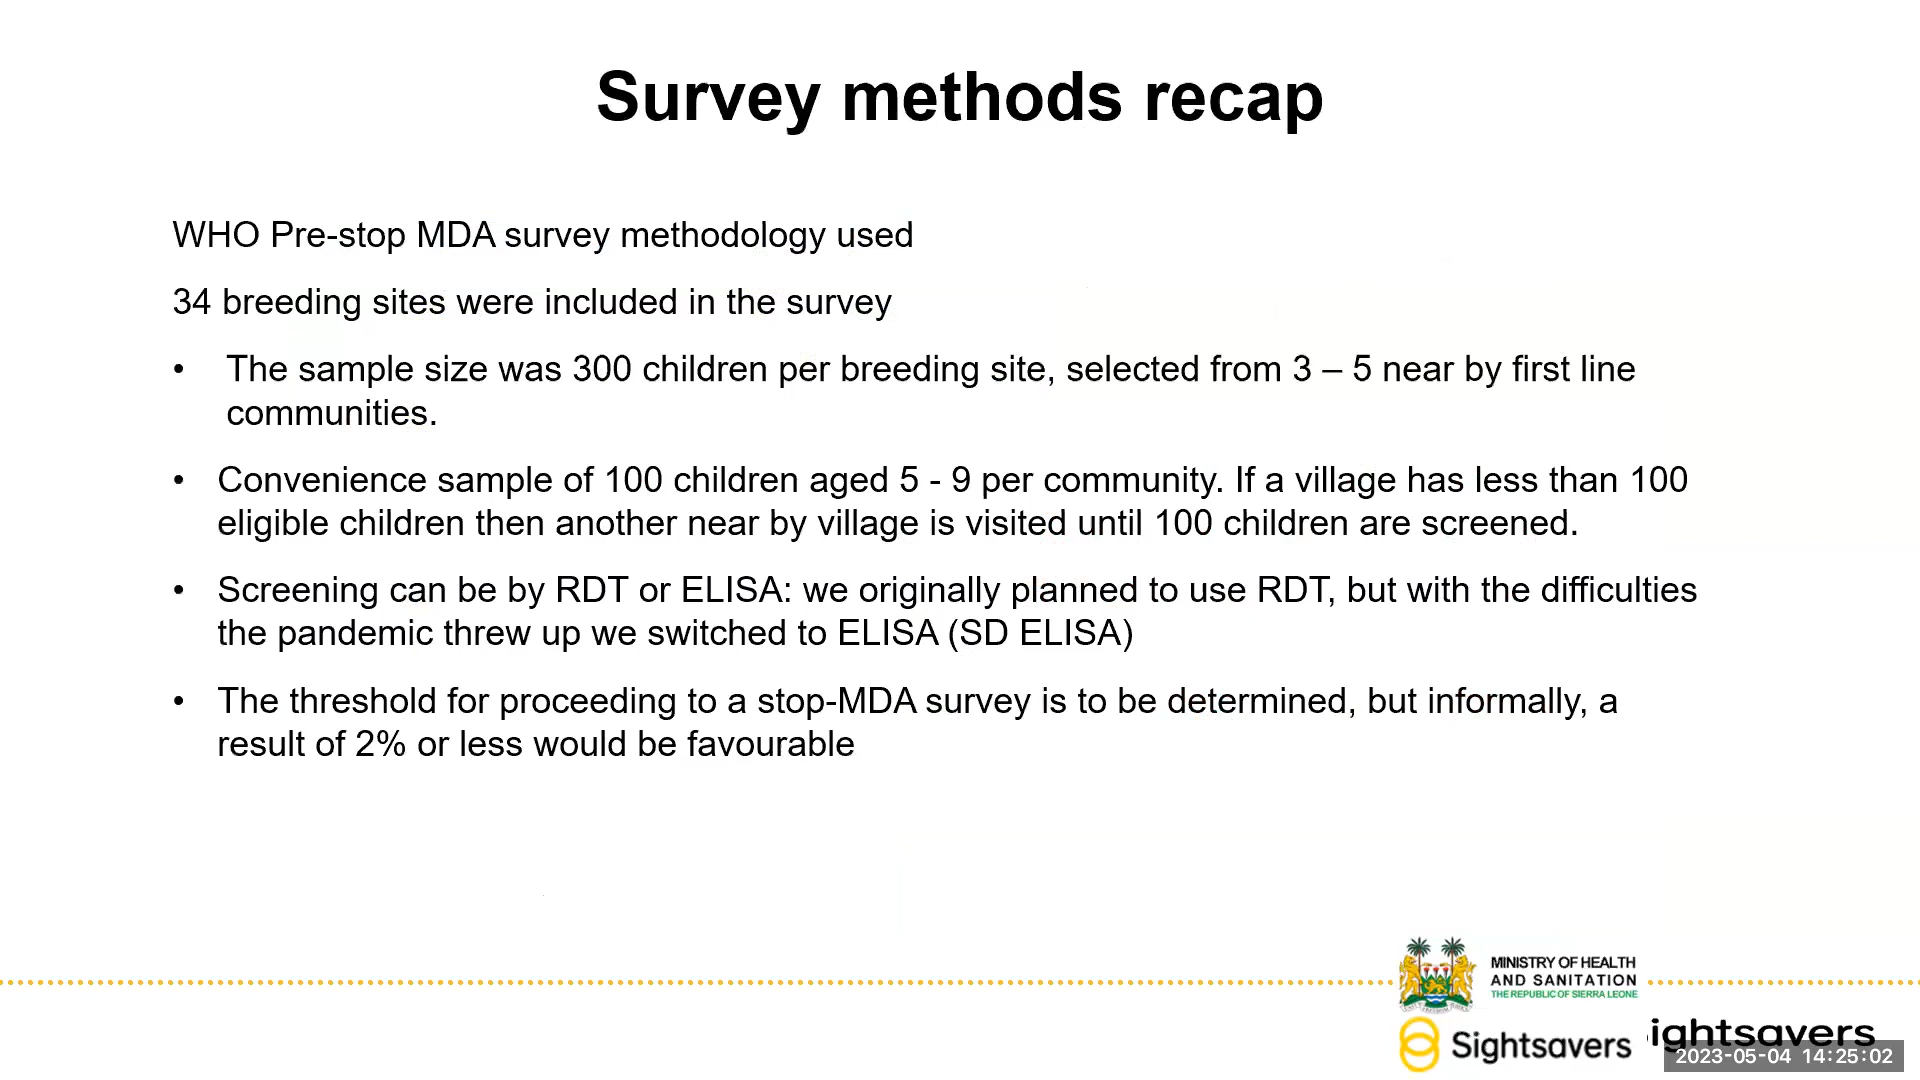 Survey methods recap
WHO Pre-stop MDA survey methodology used
34 breeding sites were included in the survey
• The sample size was 300 children per breeding site, selected from 3 – 5 near by first line
communities.
• Convenience sample of 100 children aged 5 - 9 per community. If a village has less than 100
eligible children then another near by village is visited until 100 children are screened.
• Screening can be by RDT or ELISA: we originally planned to use RDT, but with the difficulties
the pandemic threw up we switched to ELISA (SD ELISA)
• The threshold for proceeding to a stop-MDA survey is to be determined, but informally, a
result of 2% or less would be favourable
MINISTRY OF HEALTH
AND SANITATION
THE REPUBLIC OF SIERRA LEONE
Sightsavers
ightsavers
2023-05-04 14:25:02